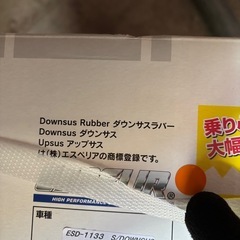 Downsus Rubber ダウンサスラバー
Downsus ダウンサス
Upsus アップサス
は(株)エスペリアの商標登録です。
乗り
大幅
HIGH PERFORMANCE
車種
ESD-1133